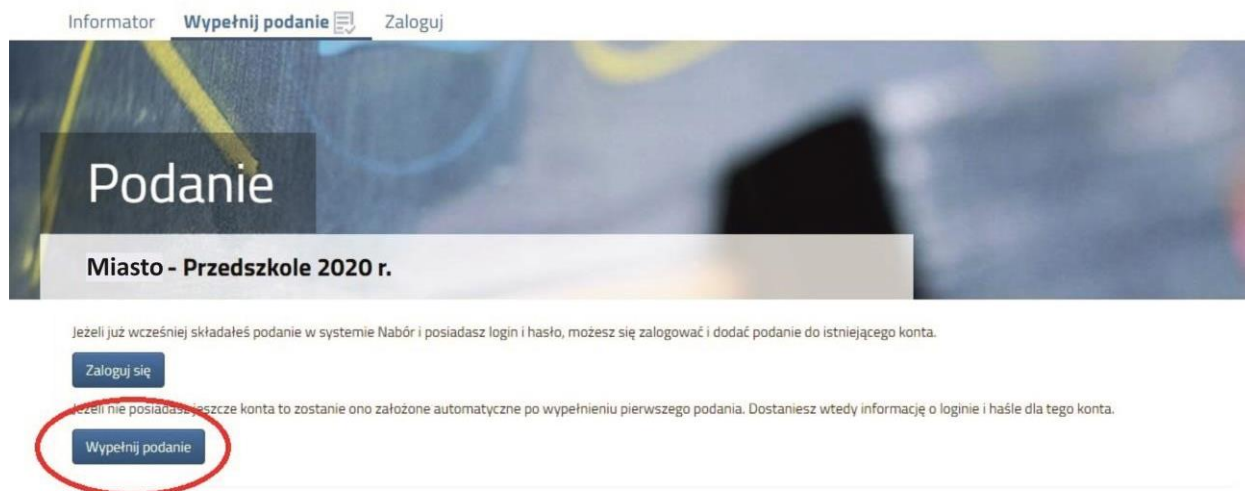 Informator Wypełnij podanie Zaloguj
Podanie
Miasto - Przedszkole 2020 r.
Jeżeli już wcześniej składałeś podanie w systemie Nabór i posiadasz login i hasło, możesz się zalogować i dodać podanie do istniejącego konta.
Zaloguj się
Jeżeli nie posiadasz jeszcze konta to zostanie ono założone automatyczne po wypełnieniu pierwszego podania. Dostaniesz wtedy informację o loginie i haśle dla tego konta.
Wypełnij podanie